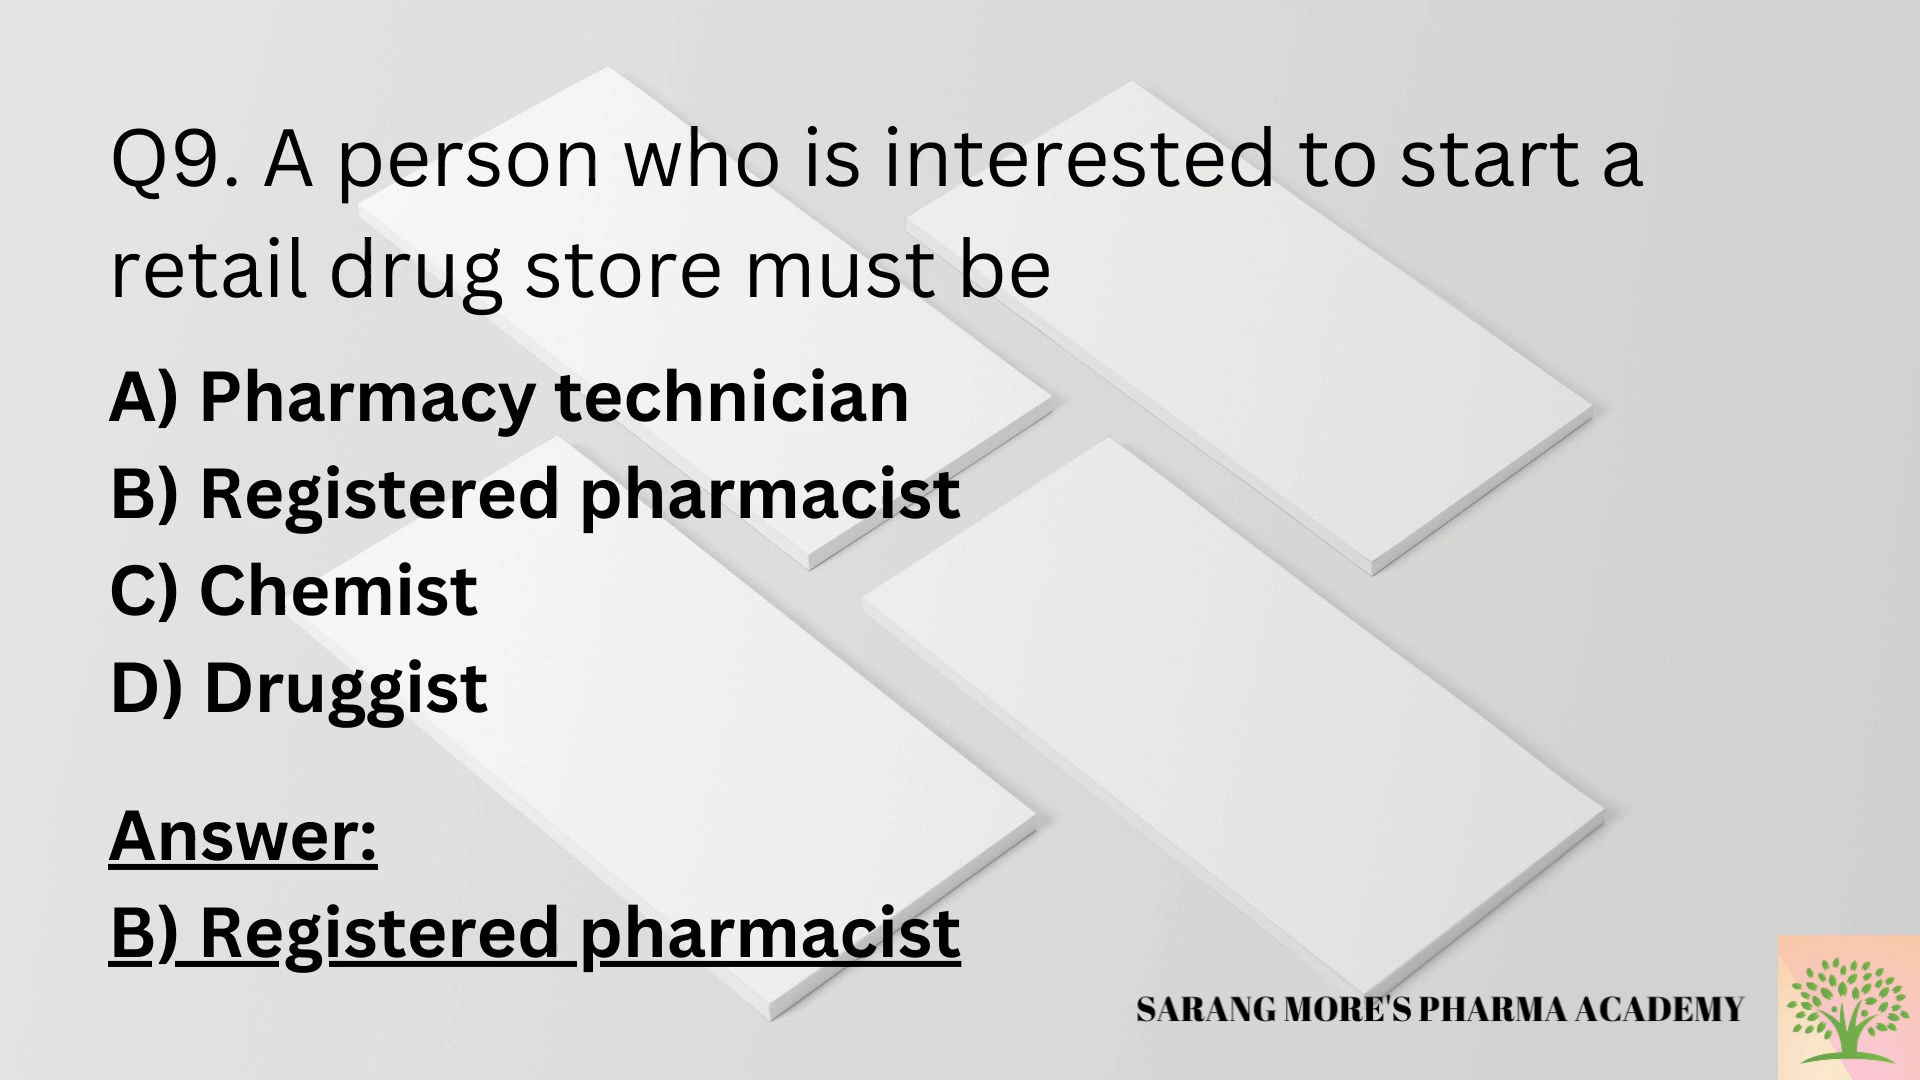 Q9. A person who is interested to start a
retail drug store must be
A) Pharmacy technician
B) Registered pharmacist
C) Chemist
D) Druggist
Answer:
B) Registered pharmacist
SARANG MORE'S PHARMA ACADEMY